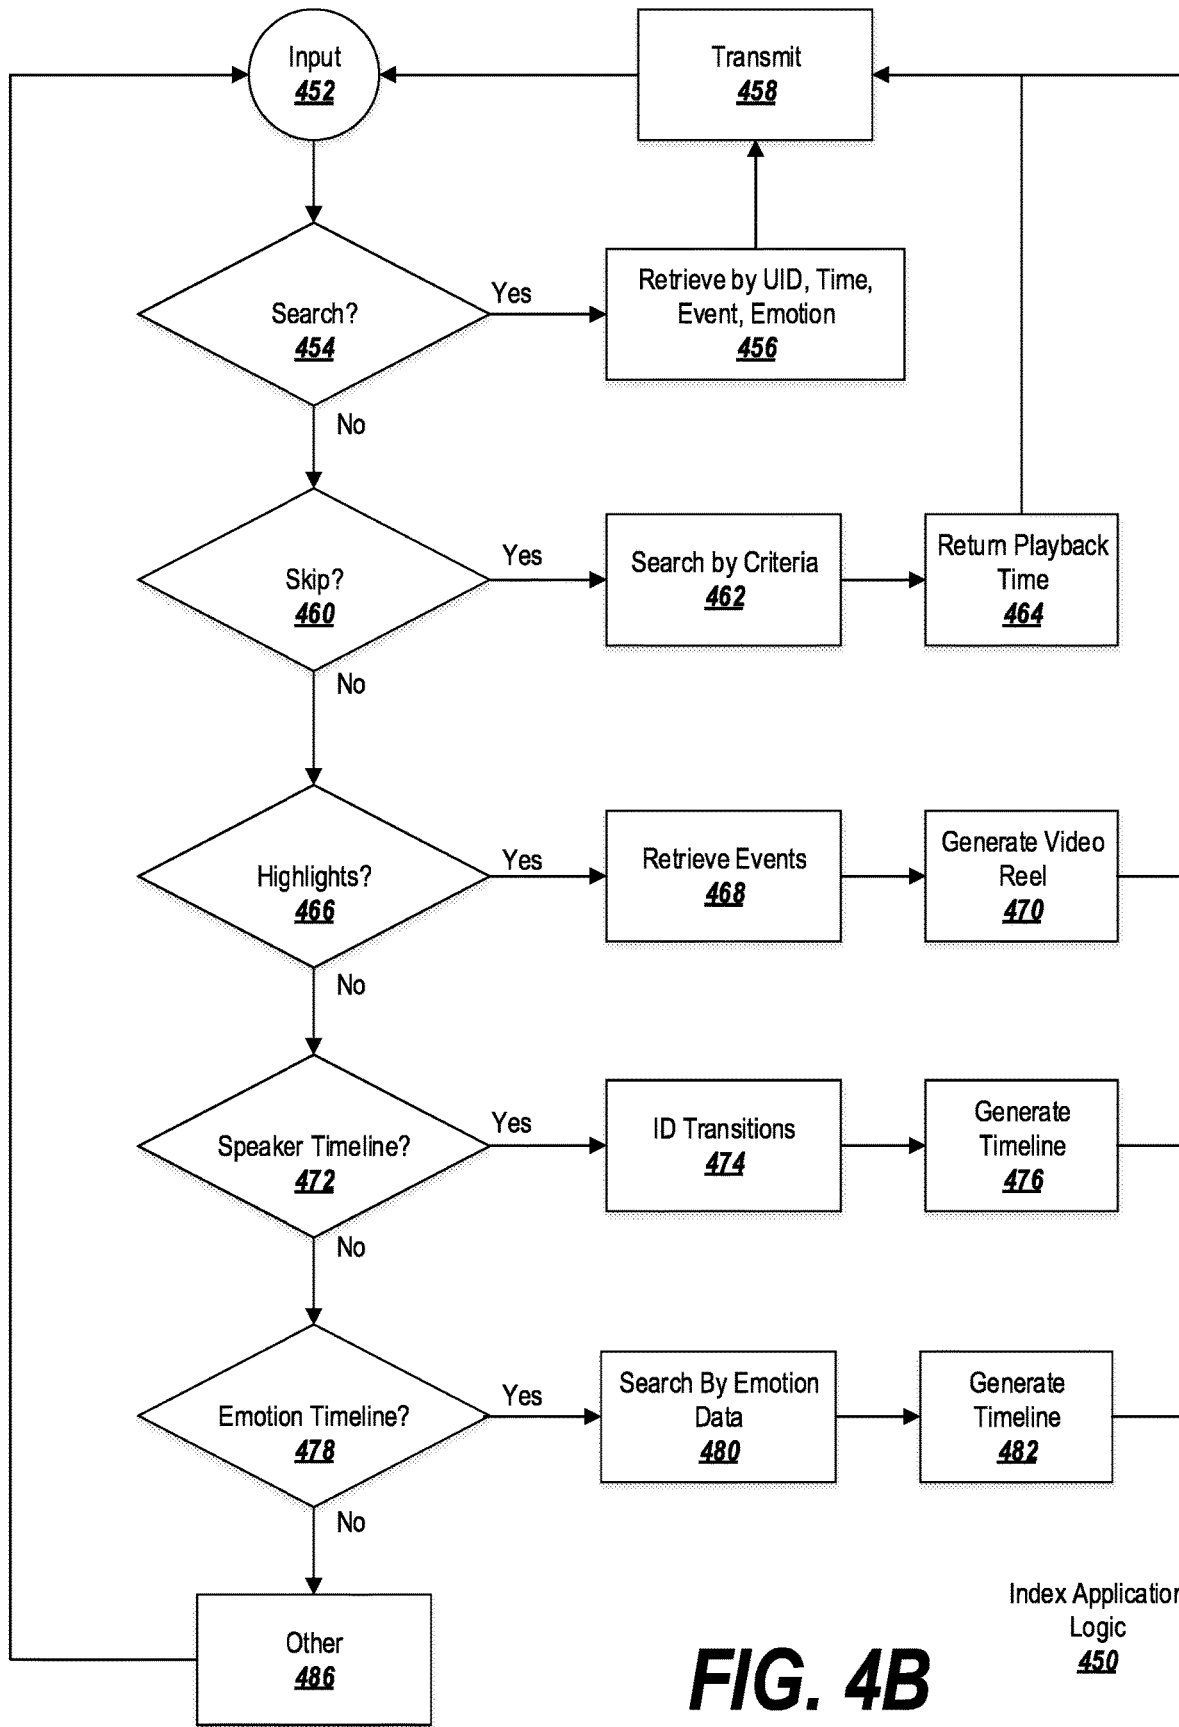 Input
452
Transmit
458
Search?
454
Yes
Retrieve by UID, Time,
Event, Emotion
456
No
Skip?
460
Yes
Search by Criteria
462
Return Playback
Time
464
No
Highlights?
466
Yes
Retrieve Events
468
Generate Video
Reel
470
No
Speaker Timeline?
472
Yes
ID Transitions
474
Generate
Timeline
476
No
Emotion Timeline?
478
Yes
Search By Emotion
Data
480
Generate
Timeline
482
No
Other
486
Index Application
Logic
450
FIG. 4B